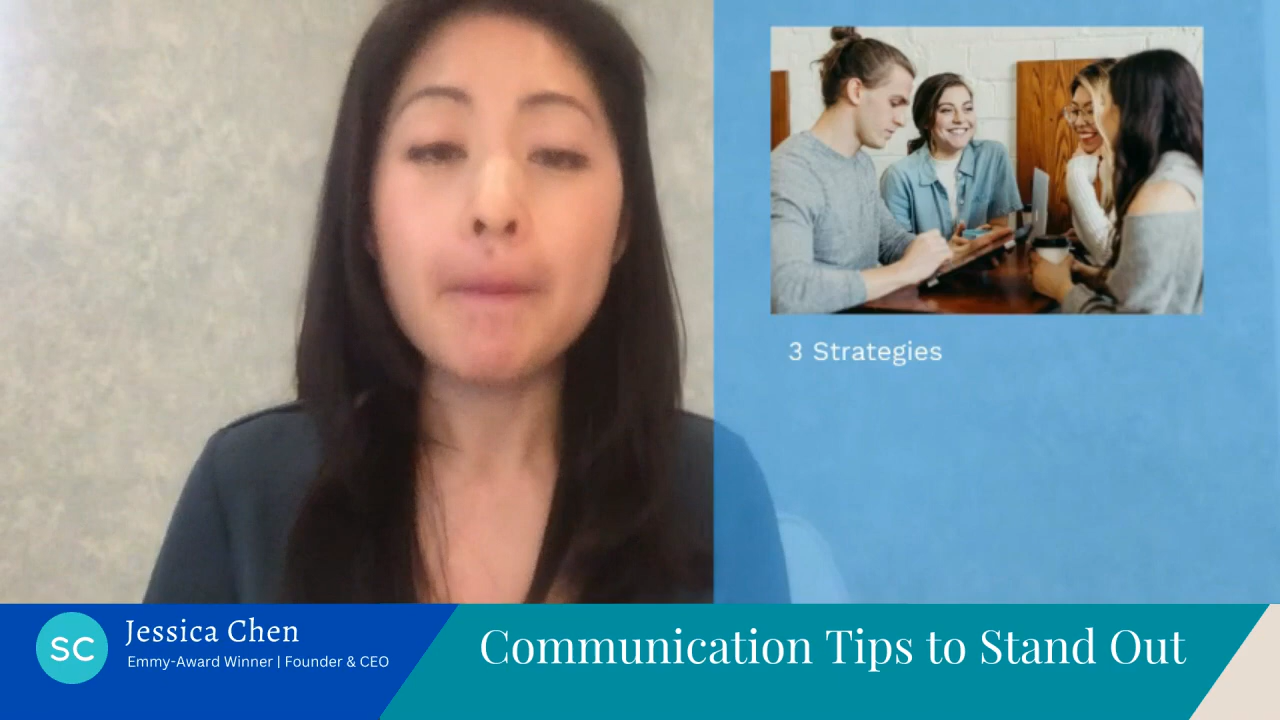 3 Strategies
SC
Jessica Chen
Emmy-Award Winner | Founder & CEO
Communication Tips to Stand Out